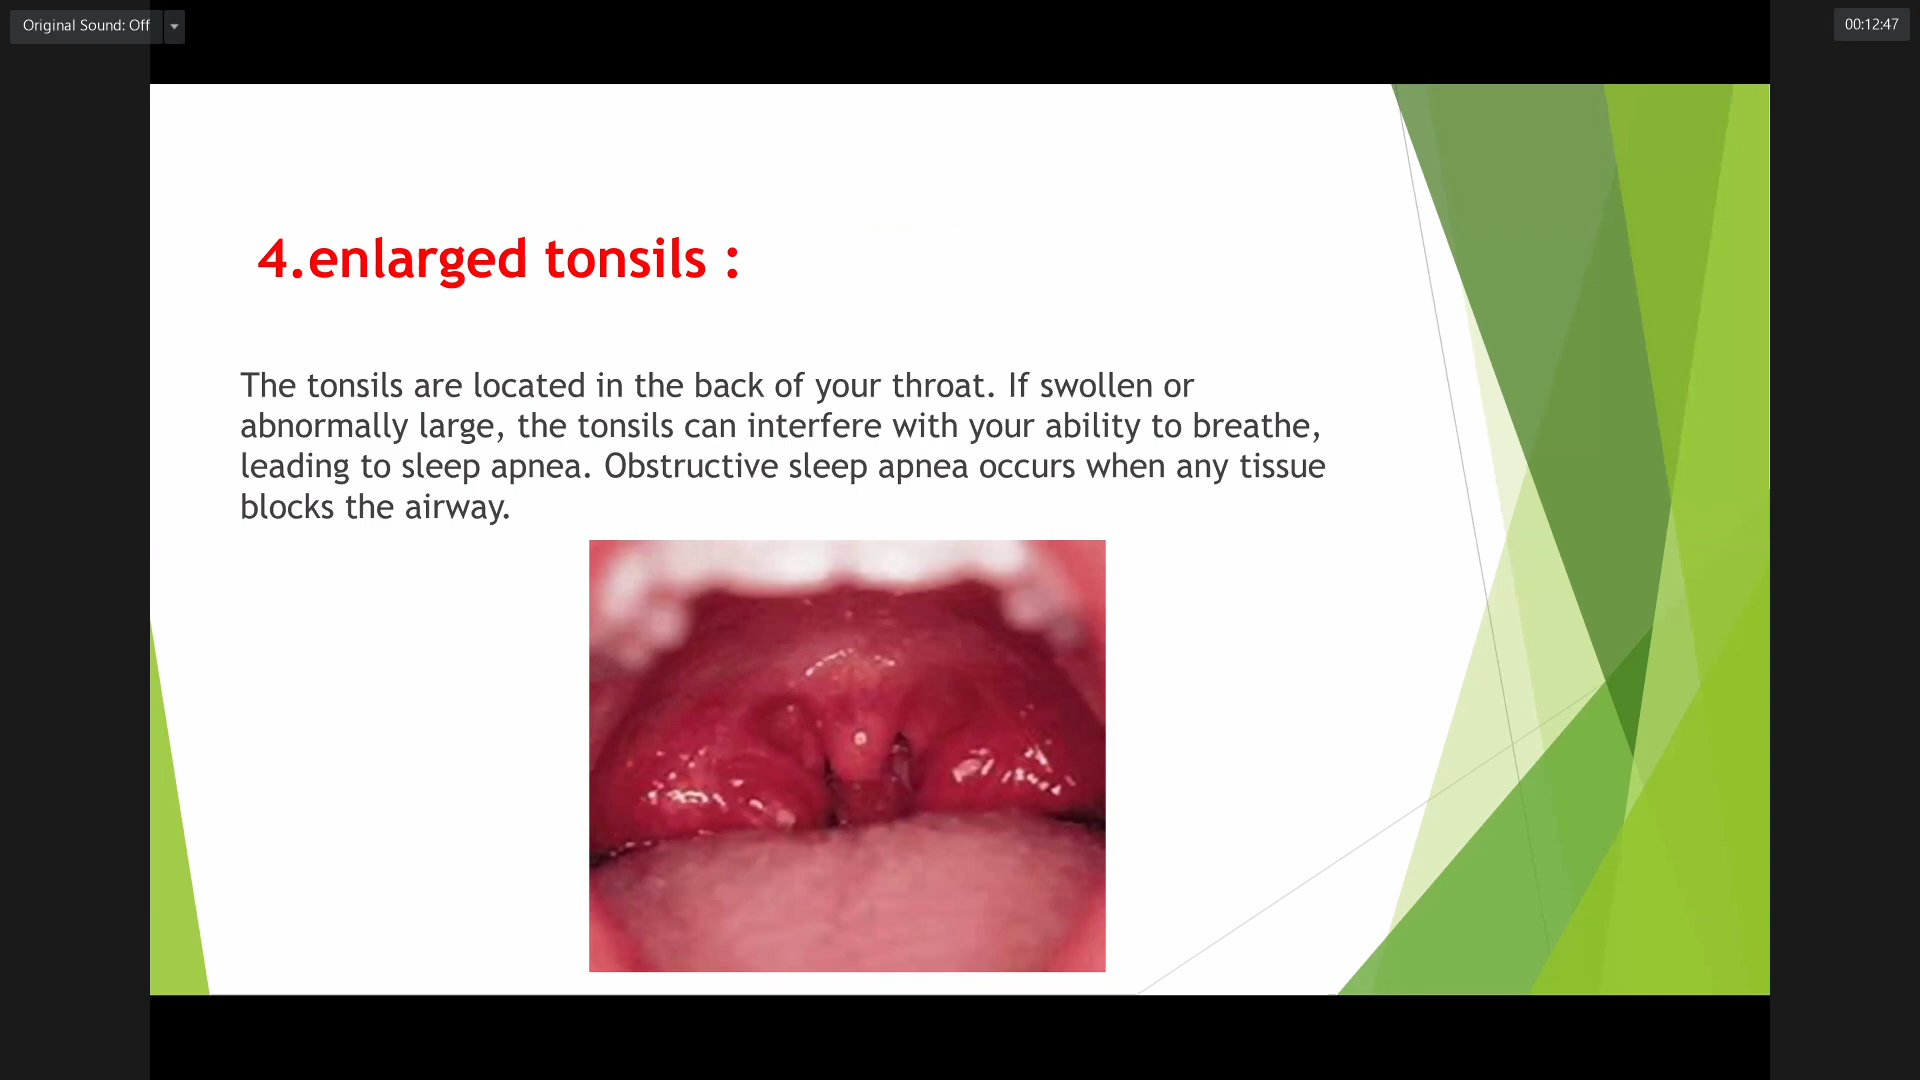 Original Sound: Off
00:12:47
4.enlarged tonsils :
The tonsils are located in the back of your throat. If swollen or
abnormally large, the tonsils can interfere with your ability to breathe,
leading to sleep apnea. Obstructive sleep apnea occurs when any tissue
blocks the airway.